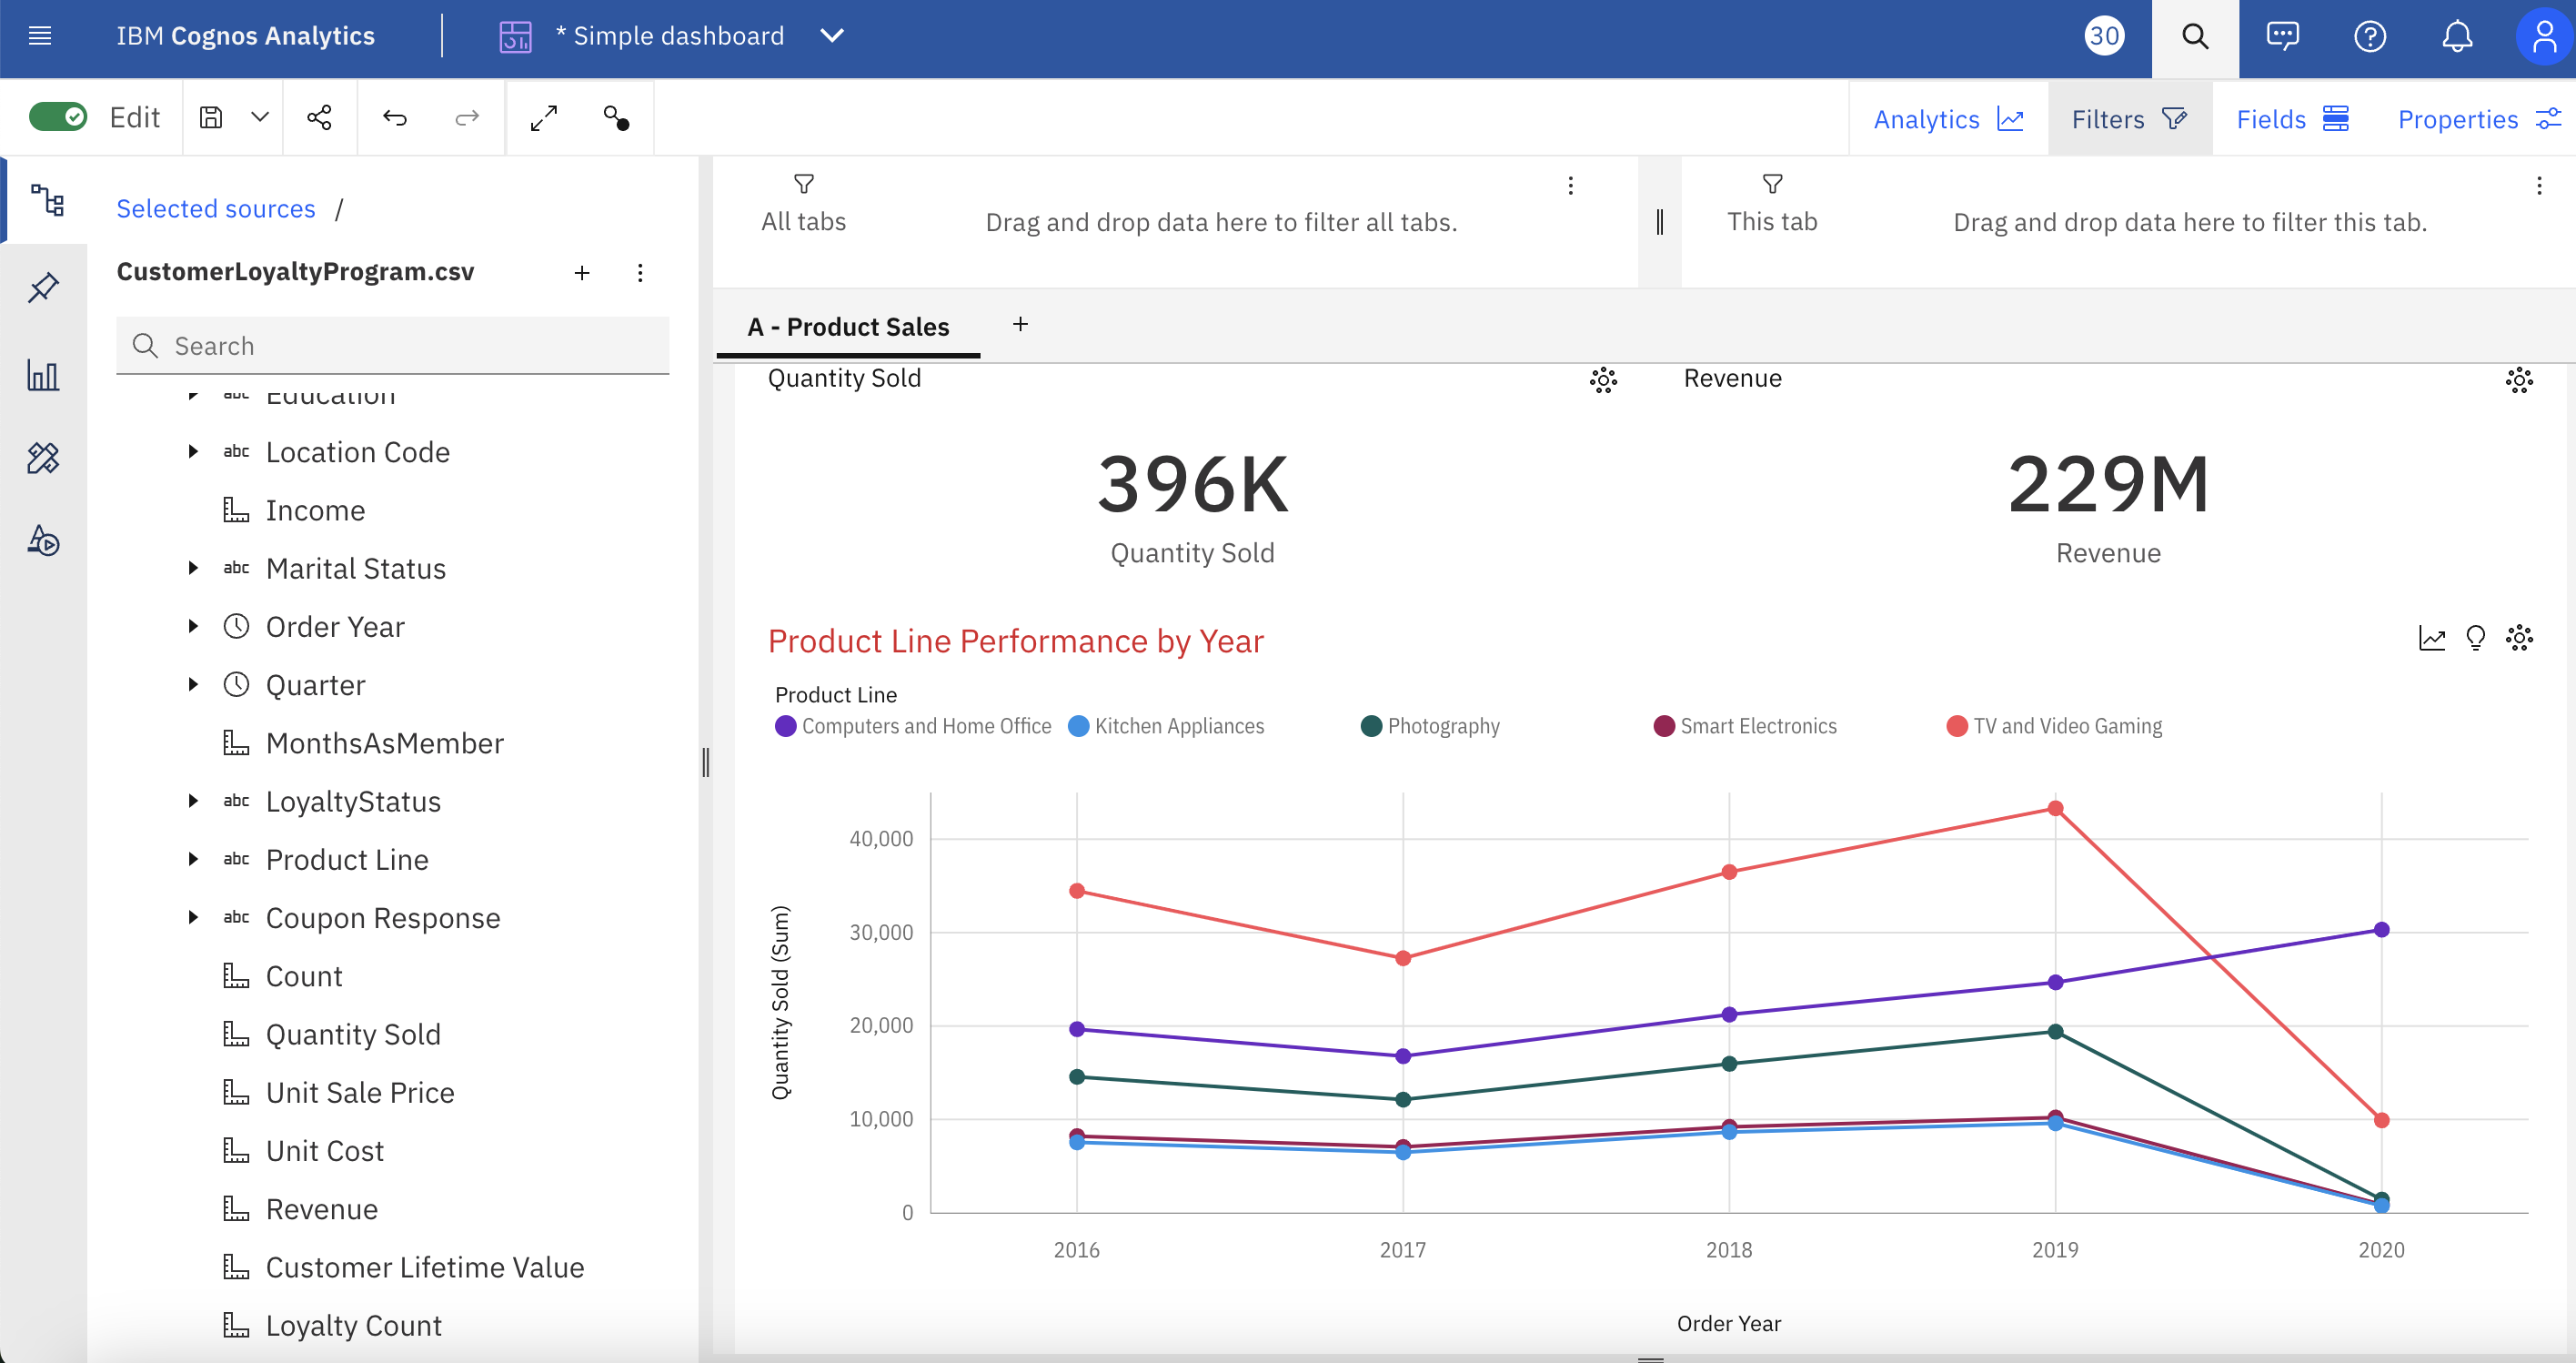 IBM Cognos Analytics
* Simple dashboard
30
Edit
Analytics
Filters
Fields
Properties
Selected sources /
CustomerLoyaltyProgram.csv
Search
Education
abc Location Code
Income
abc Marital Status
Order Year
Quarter
MonthsAsMember
abc LoyaltyStatus
abc Product Line
abc Coupon Response
Count
Quantity Sold
Unit Sale Price
Unit Cost
Revenue
Customer Lifetime Value
Loyalty Count
All tabs
Drag and drop data here to filter all tabs.
This tab
Drag and drop data here to filter this tab.
A - Product Sales
Quantity Sold
396K
Quantity Sold
Revenue
229M
Revenue
Product Line Performance by Year
Product Line
Computers and Home Office
Kitchen Appliances
Photography
Smart Electronics
TV and Video Gaming
Quantity Sold (Sum)
40,000
30,000
20,000
10,000
0
2016
2017
2018
2019
2020
Order Year